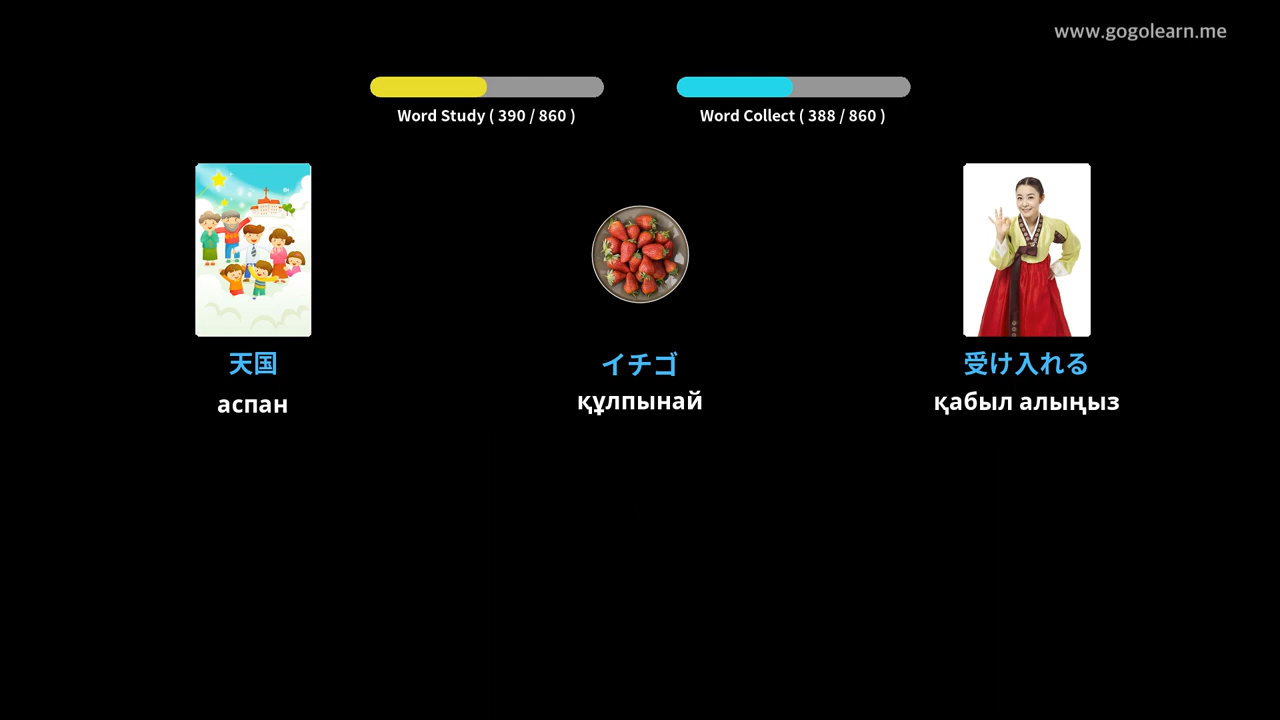 www.gogolearn.me
Word Study ( 390 / 860 )
Word Collect ( 388 / 860 )
天国
イチゴ
受け入れる
аспан
құлпынай
қабыл алыңыз